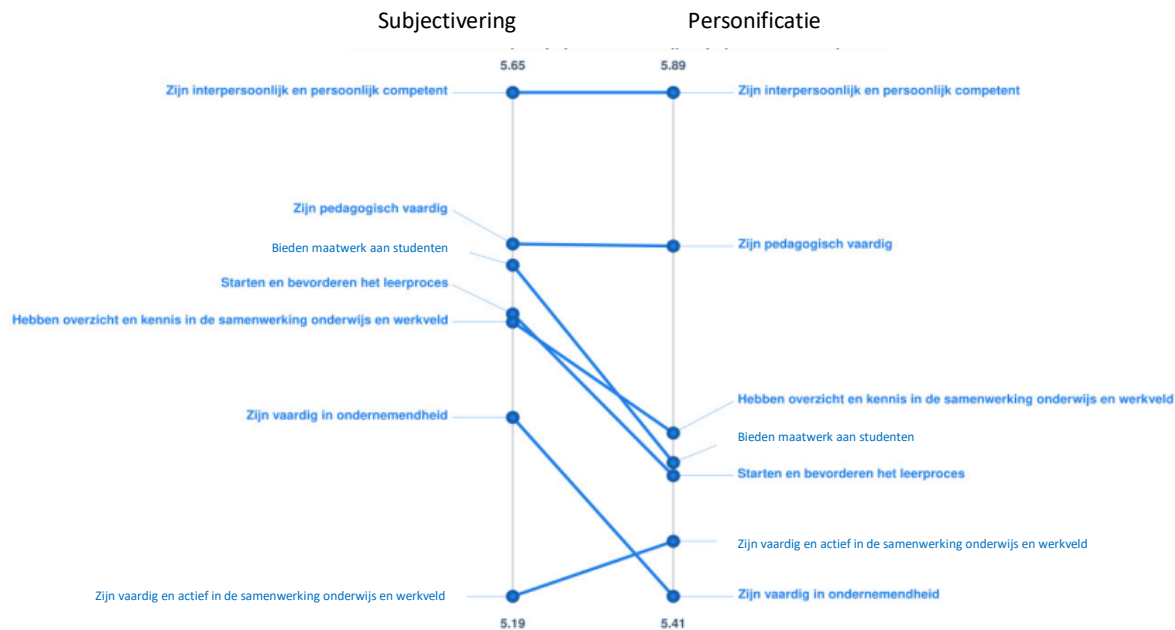 Subjectivering
Personificatie
5.65
5.89
Zijn interpersoonlijk en persoonlijk competent
Zijn interpersoonlijk en persoonlijk competent
Zijn pedagogisch vaardig
Zijn pedagogisch vaardig
Bieden maatwerk aan studenten
Starten en bevorderen het leerproces
Hebben overzicht en kennis in de samenwerking onderwijs en werkveld
Hebben overzicht en kennis in de samenwerking onderwijs en werkveld
Zijn vaardig in ondernemendheid
Bieden maatwerk aan studenten
Starten en bevorderen het leerproces
Zijn vaardig en actief in de samenwerking onderwijs en werkveld
Zijn vaardig en actief in de samenwerking onderwijs en werkveld
Zijn vaardig in ondernemendheid
5.19
5.41